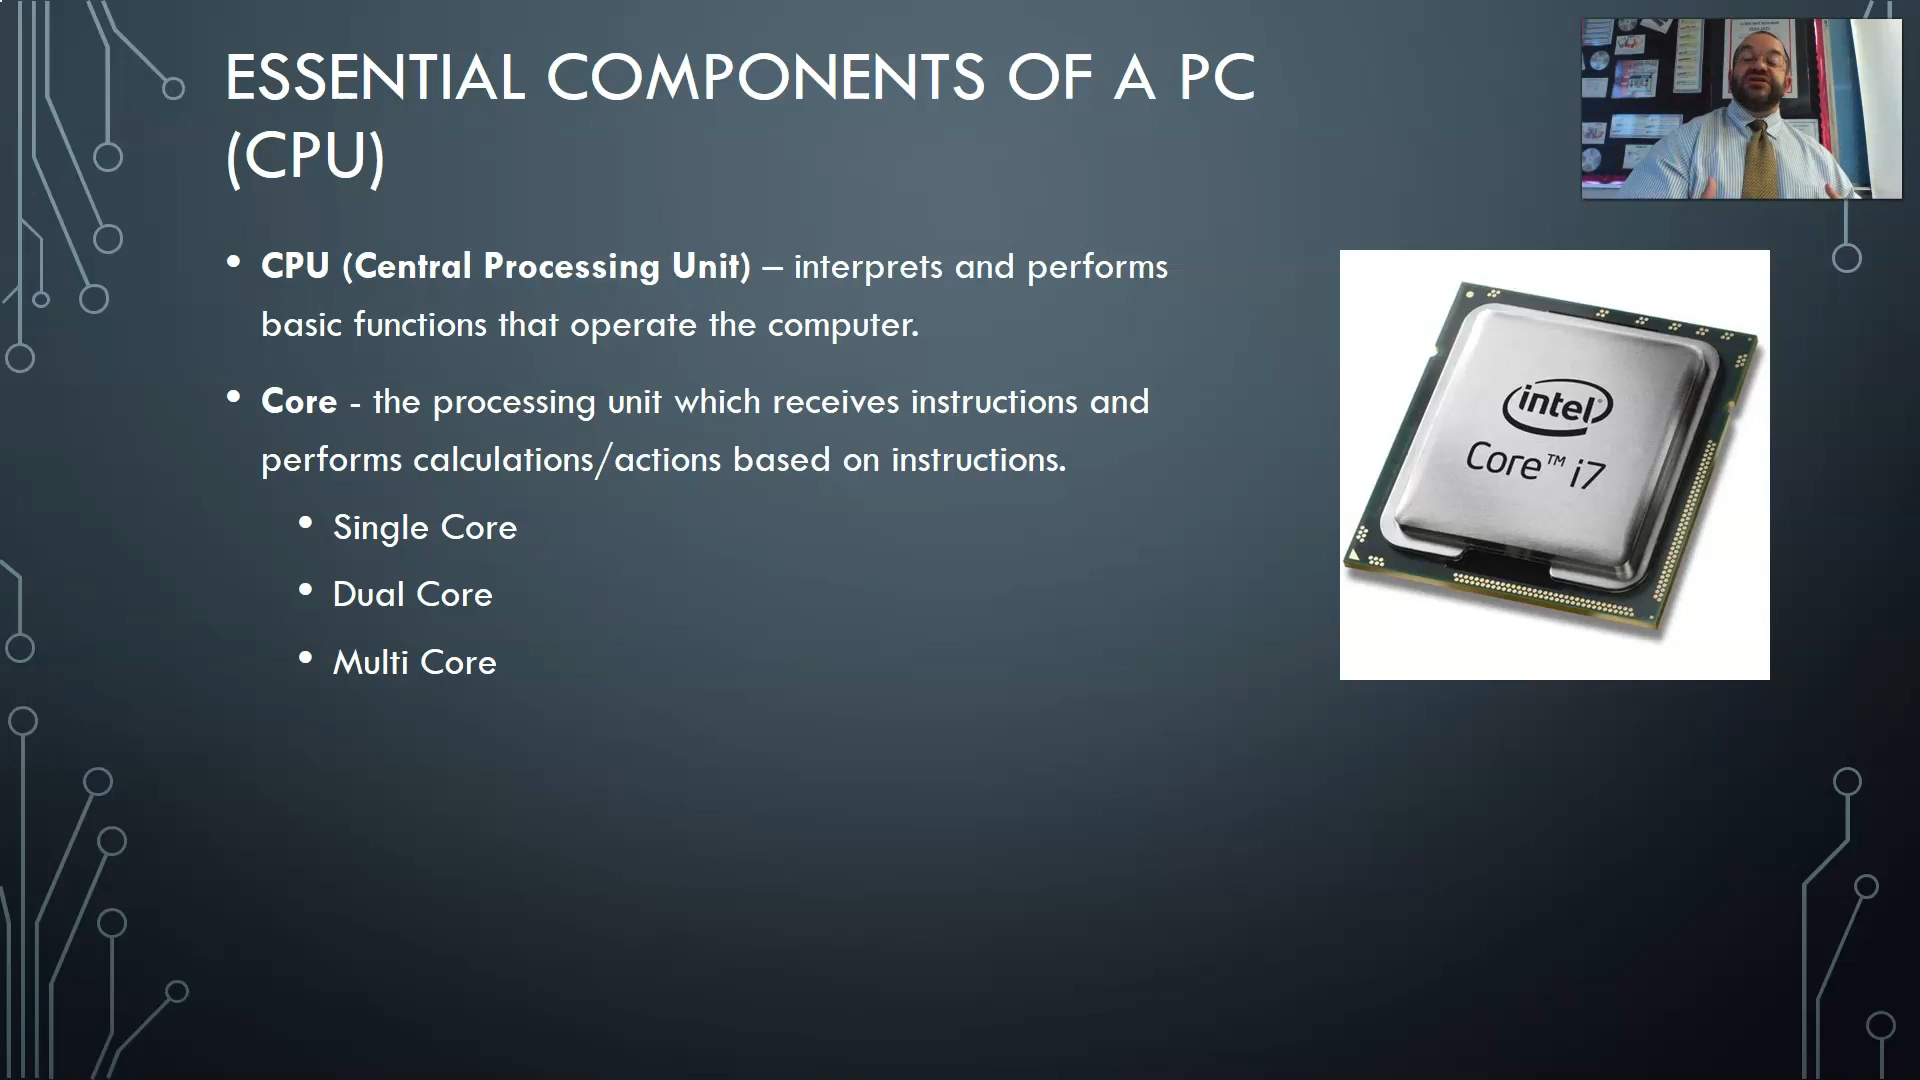 ESSENTIAL COMPONENTS OF A PC
(CPU)
• CPU (Central Processing Unit) – interprets and performs
basic functions that operate the computer.
• Core - the processing unit which receives instructions and
performs calculations/actions based on instructions.
• Single Core
• Dual Core
• Multi Core
intel®
Core™ i7